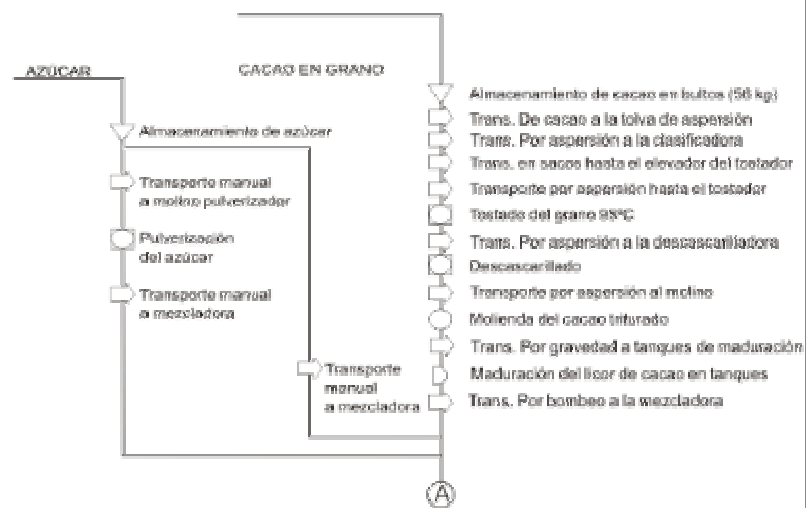 AZÚCAR
CACAO EN GRANO
Almacenamiento de azúcar
Transporte manual
a molino pulverizador
Pulverización
del azúcar
Transporte manual
a mezcladora
Transporte
manual
a mezcladora
Almacenamiento de cacao en bultos (56 kg)
Trans. De cacao a la tolva de aspersión
Trans. Por aspersión a la clasificadora
Trans. en sacos hasta el elevador del tostador
Transporte por aspersión hasta el tostador
Tostado del grano 98°C
Trans. Por aspersión a la descascarilladora
Descascarillado
Transporte por aspersión al molino
Molienda del cacao triturado
Trans. Por gravedad a tanques de maduración
Maduración del licor de cacao en tanques
Trans. Por bombeo a la mezcladora
A